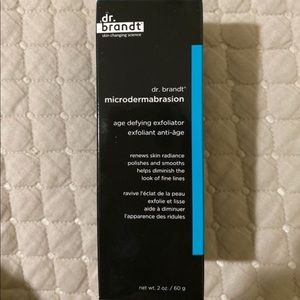 dr.
brandt®
skin changing science
dr. brandt®
microdermabrasion
age defying exfoliator
exfoliant anti-âge
renews skin radiance
polishes and smooths
helps diminish the
look of fine lines
ravive l'éclat de la peau
exfolie et lisse
aide à diminuer
l'apparence des ridules
net wt. 2 oz / 60 g